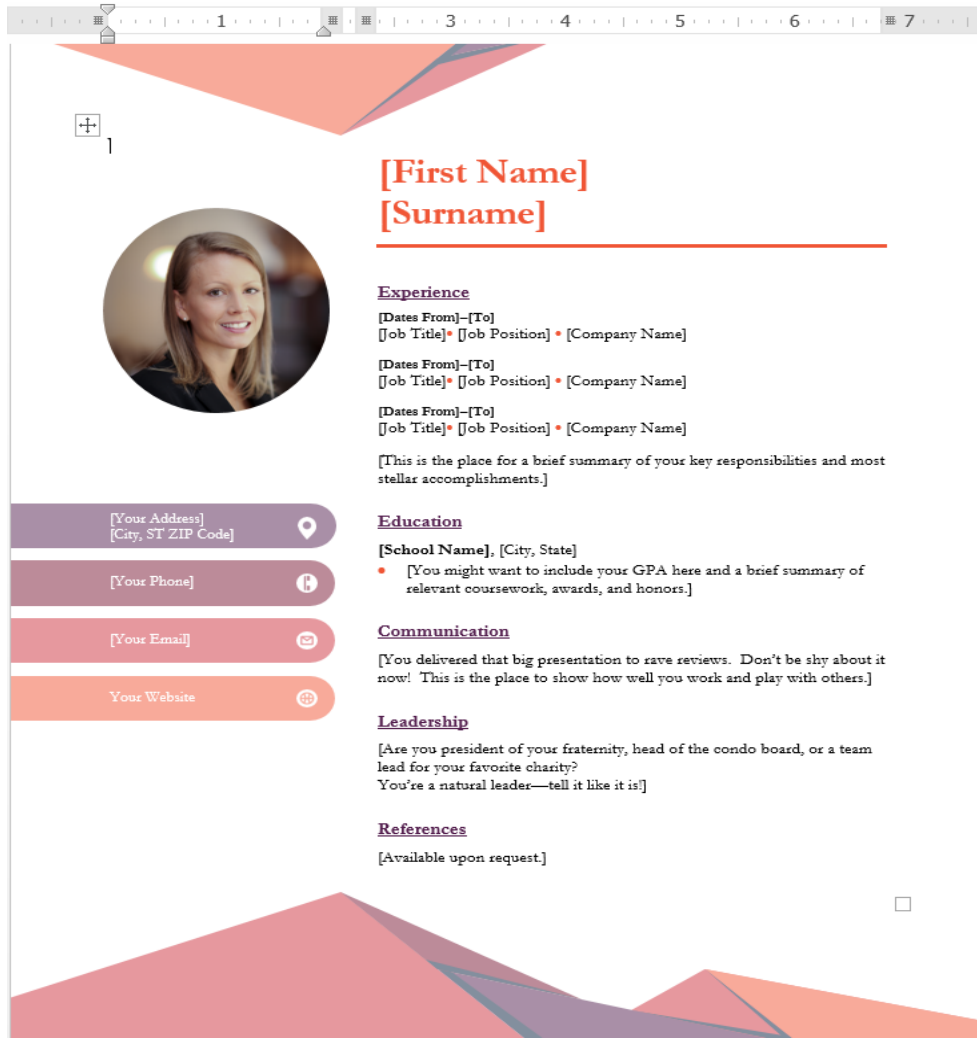 1 3 4 5 6 7
1
[First Name]
[Surname]
Experience
[Dates From]–[To]
[Job Title]• [Job Position] • [Company Name]
[Dates From]–[To]
[Job Title]• [Job Position] • [Company Name]
[Dates From]–[To]
[Job Title]• [Job Position] • [Company Name]
[This is the place for a brief summary of your key responsibilities and most
stellar accomplishments.]
[Your Address]
[City, ST ZIP Code]
[Your Phone]
[Your Email]
Your Website
Education
[School Name], [City, State]
• [You might want to include your GPA here and a brief summary of
relevant coursework, awards, and honors.]
Communication
[You delivered that big presentation to rave reviews.  Don’t be shy about it
now!  This is the place to show how well you work and play with others.]
Leadership
[Are you president of your fraternity, head of the condo board, or a team
lead for your favorite charity?
You’re a natural leader—tell it like it is!]
References
[Available upon request.]